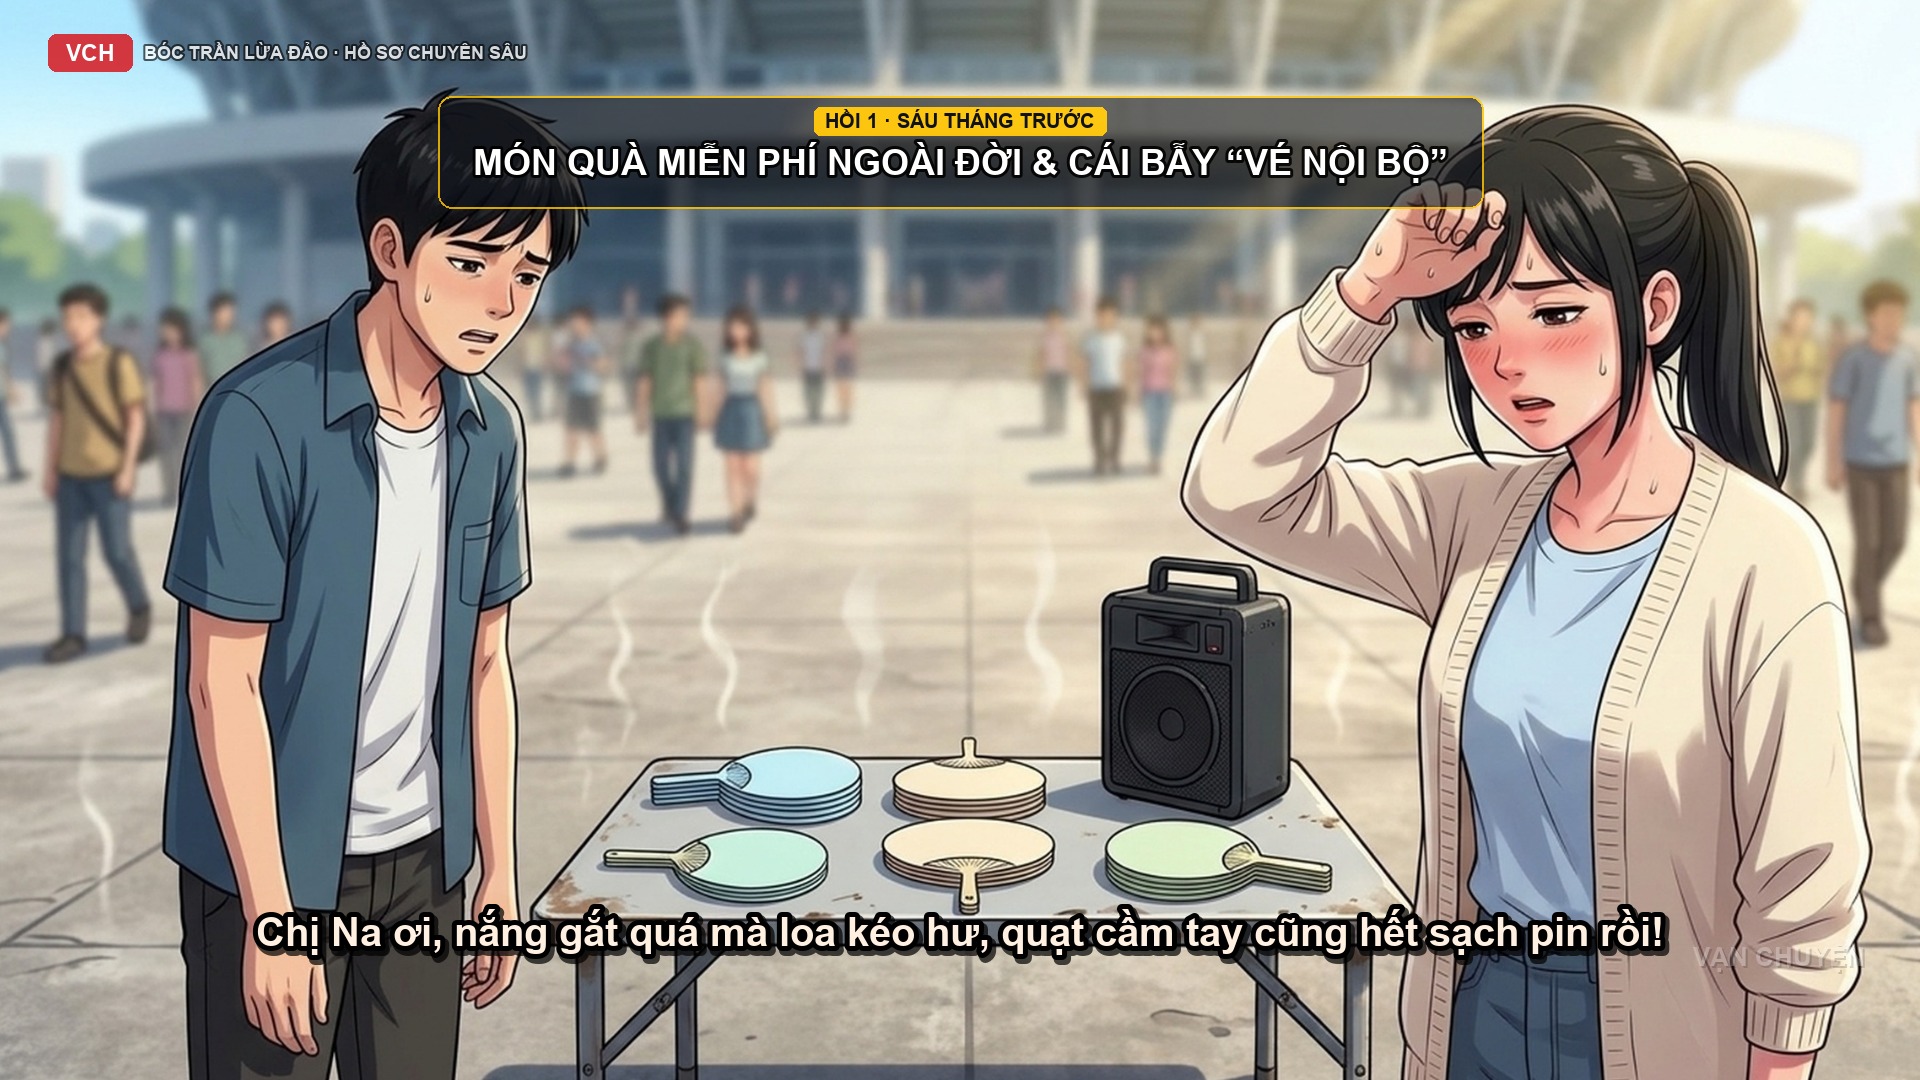 VCH BÓC TRẦN LỪA ĐẢO · HỒ SƠ CHUYÊN SÂU
HỒI 1 · SÁU THÁNG TRƯỚC
MÓN QUÀ MIỄN PHÍ NGOÀI ĐỜI & CÁI BẪY “VÉ NỘI BỘ”
Chị Na ơi, nắng gắt quá mà loa kéo hư, quạt cầm tay cũng hết sạch pin rồi!
VẠN CHUYỆN